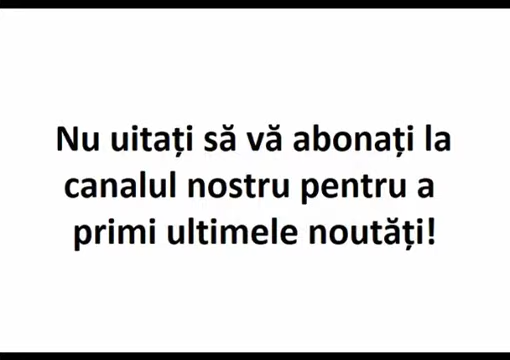 Nu uitați să vă abonați la
canalul nostru pentru a
primi ultimele noutăți!